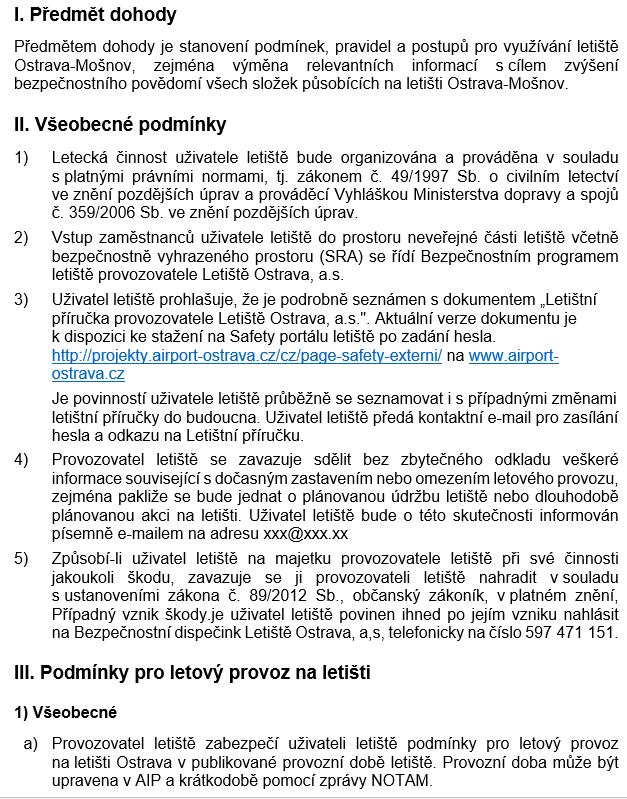 I. Předmět dohody
Předmětem dohody je stanovení podmínek, pravidel a postupů pro využívání letiště
Ostrava-Mošnov, zejména výměna relevantních informací s cílem zvýšení
bezpečnostního povědomí všech složek působících na letišti Ostrava-Mošnov.
II. Všeobecné podmínky
1) Letecká činnost uživatele letiště bude organizována a prováděna v souladu
s platnými právními normami, tj. zákonem č. 49/1997 Sb. o civilním letectví
ve znění pozdějších úprav a prováděcí Vyhláškou Ministerstva dopravy a spojů
č. 359/2006 Sb. ve znění pozdějších úprav.
2) Vstup zaměstnanců uživatele letiště do prostoru neveřejné části letiště včetně
bezpečnostně vyhrazeného prostoru (SRA) se řídí Bezpečnostním programem
letiště provozovatele Letiště Ostrava, a.s.
3) Uživatel letiště prohlašuje, že je podrobně seznámen s dokumentem „Letištní
příručka provozovatele Letiště Ostrava, a.s.". Aktuální verze dokumentu je
k dispozici ke stažení na Safety portálu letiště po zadání hesla.
http://projekty.airport-ostrava.cz/cz/page-safety-externi/ na www.airport-
ostrava.cz
Je povinností uživatele letiště průběžně se seznamovat i s případnými změnami
letištní příručky do budoucna. Uživatel letiště předá kontaktní e-mail pro zasílání
hesla a odkazu na Letištní příručku.
4) Provozovatel letiště se zavazuje sdělit bez zbytečného odkladu veškeré
informace související s dočasným zastavením nebo omezením letového provozu,
zejména pakliže se bude jednat o plánovanou údržbu letiště nebo dlouhodobě
plánovanou akci na letišti. Uživatel letiště bude o této skutečnosti informován
písemně e-mailem na adresu xxx@xxx.xx
5) Způsobí-li uživatel letiště na majetku provozovatele letiště při své činnosti
jakoukoli škodu, zavazuje se ji provozovateli letiště nahradit v souladu
s ustanoveními zákona č. 89/2012 Sb., občanský zákoník, v platném znění,
Případný vznik škody.je uživatel letiště povinen ihned po jejím vzniku nahlásit
na Bezpečnostní dispečink Letiště Ostrava, a,s, telefonicky na číslo 597 471 151.
III. Podmínky pro letový provoz na letišti
1) Všeobecné
a) Provozovatel letiště zabezpečí uživateli letiště podmínky pro letový provoz
na letišti Ostrava v publikované provozní době letiště. Provozní doba může být
upravena v AIP a krátkodobě pomocí zprávy NOTAM.